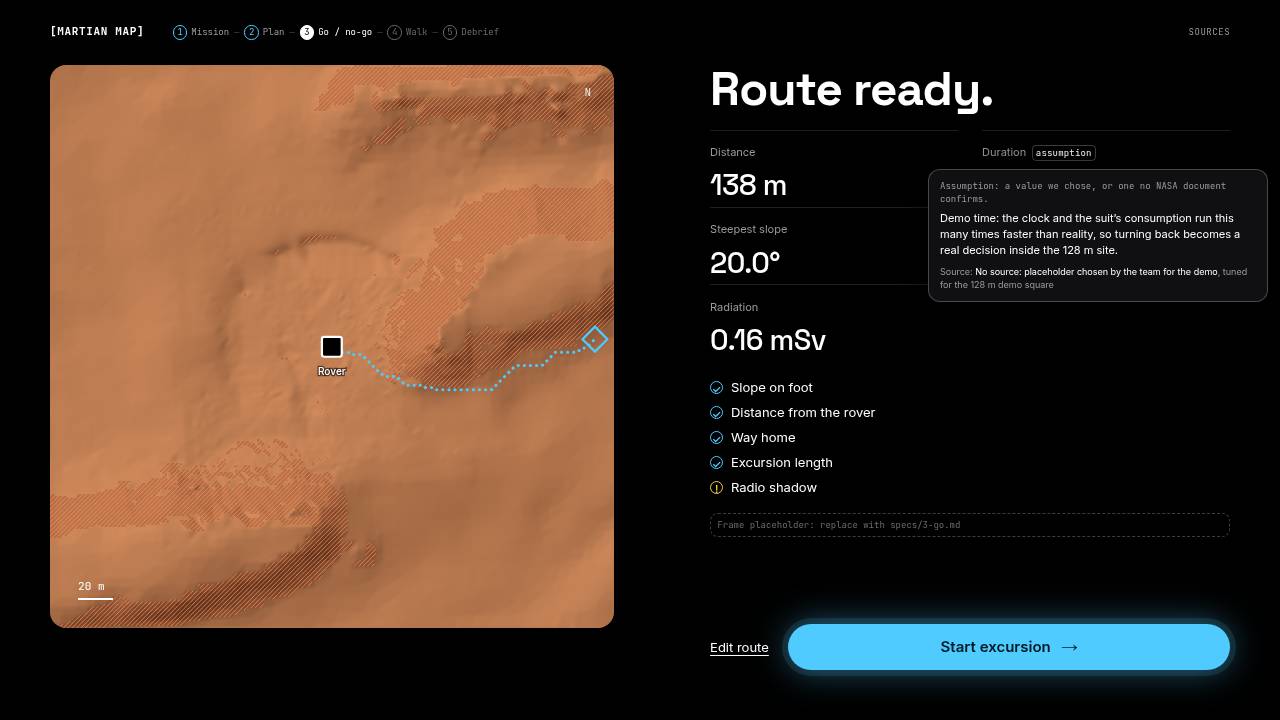 [MARTIAN MAP]
1 Mission – 2 Plan – 3 Go / no-go – 4 Walk – 5 Debrief
SOURCES
N
Rover
20 m
Route ready.
Distance
138 m
Duration assumption
Assumption: a value we chose, or one no NASA document
confirms.
Demo time: the clock and the suit's consumption run this
many times faster than reality, so turning back becomes a
real decision inside the 128 m site.
Source: No source: placeholder chosen by the team for the demo, tuned
for the 128 m demo square
Steepest slope
20.0°
Radiation
0.16 mSv
Slope on foot
Distance from the rover
Way home
Excursion length
! Radio shadow
Frame placeholder: replace with specs/3-go.md
Edit route
Start excursion →